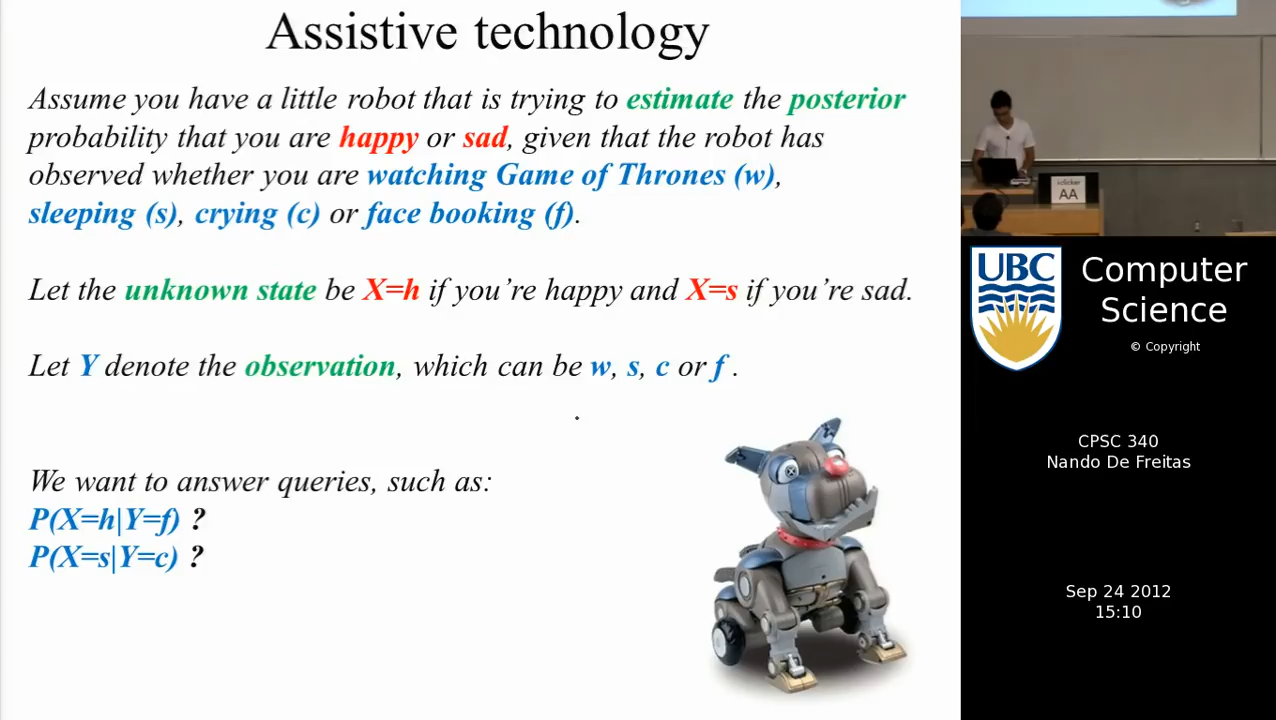 Assistive technology
Assume you have a little robot that is trying to estimate the posterior
probability that you are happy or sad, given that the robot has
observed whether you are watching Game of Thrones (w),
sleeping (s), crying (c) or face booking (f).
Let the unknown state be X=h if you’re happy and X=s if you’re sad.
Let Y denote the observation, which can be w, s, c or f .
We want to answer queries, such as:
P(X=h|Y=f) ?
P(X=s|Y=c) ?
iclicker
AA
UBC
Computer
Science
© Copyright
CPSC 340
Nando De Freitas
Sep 24 2012
15:10